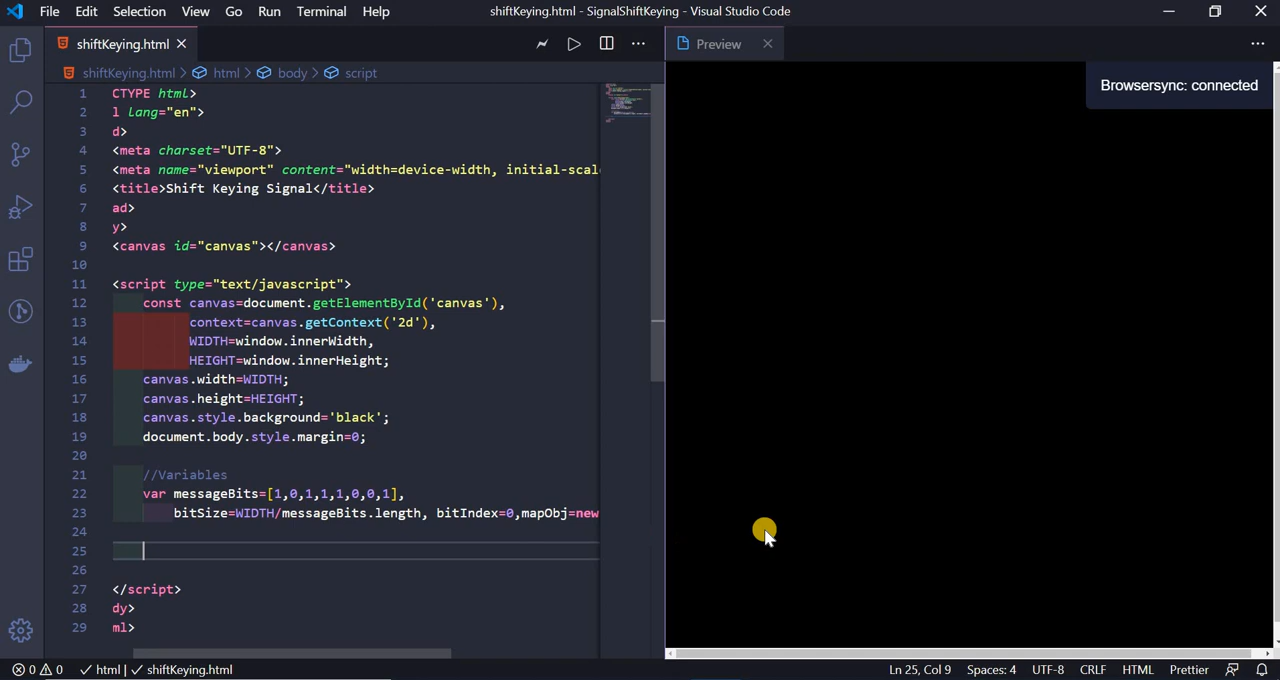 File Edit Selection View Go Run Terminal Help shiftKeying.html - SignalShiftKeying - Visual Studio Code
shiftKeying.html
Preview
shiftKeying.html > html > body > script
Browsersync: connected
1 CTYPE html>
2 l lang="en">
3 d>
4 <meta charset="UTF-8">
5 <meta name="viewport" content="width=device-width, initial-scal
6 <title>Shift Keying Signal</title>
7 ad>
8 y>
9 <canvas id="canvas"></canvas>
10
11 <script type="text/javascript">
12 const canvas=document.getElementById('canvas'),
13 context=canvas.getContext('2d'),
14 WIDTH=window.innerWidth,
15 HEIGHT=window.innerHeight;
16 canvas.width=WIDTH;
17 canvas.height=HEIGHT;
18 canvas.style.background='black';
19 document.body.style.margin=0;
20
21 //Variables
22 var messageBits=[1,0,1,1,1,0,0,1],
23 bitSize=WIDTH/messageBits.length, bitIndex=0,mapObj=new
24
25
26
27 </script>
28 dy>
29 ml>
0 0 html | shiftKeying.html Ln 25, Col 9 Spaces: 4 UTF-8 CRLF HTML Prettier